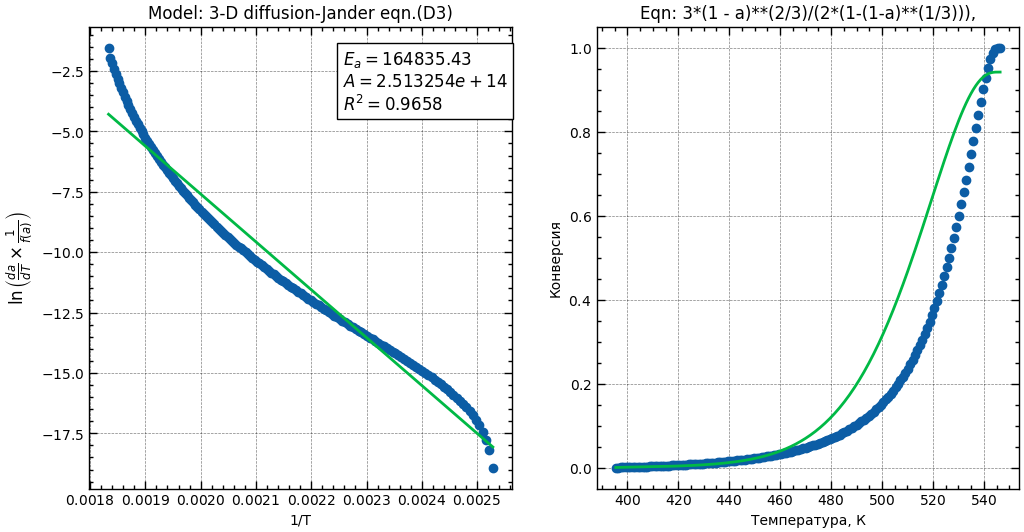 Model: 3-D diffusion-Jander eqn.(D3)
E_a = 164835.43
A = 2.513254e + 14
R^2 = 0.9658
−2.5
−5.0
−7.5
−10.0
−12.5
−15.0
−17.5
ln (da/dT × 1/f(a))
0.0018 0.0019 0.0020 0.0021 0.0022 0.0023 0.0024 0.0025
1/T
Eqn: 3*(1 - a)**(2/3)/(2*(1-(1-a)**(1/3))),
1.0
0.8
0.6
0.4
0.2
0.0
Конверсия
400 420 440 460 480 500 520 540
Температура, К